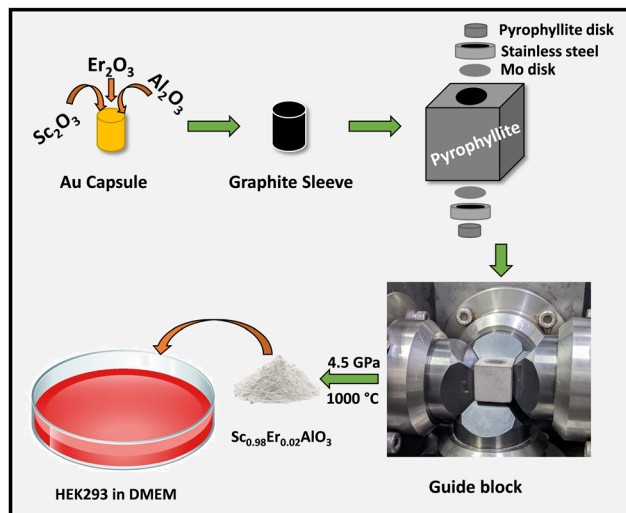 Pyrophyllite disk
Stainless steel
Mo disk
Er₂O₃
Sc₂O₃
Al₂O₃
Pyrophyllite
Au Capsule
Graphite Sleeve
4.5 GPa
1000 °C
Sc₀.₉₈Er₀.₀₂AlO₃
HEK293 in DMEM
Guide block